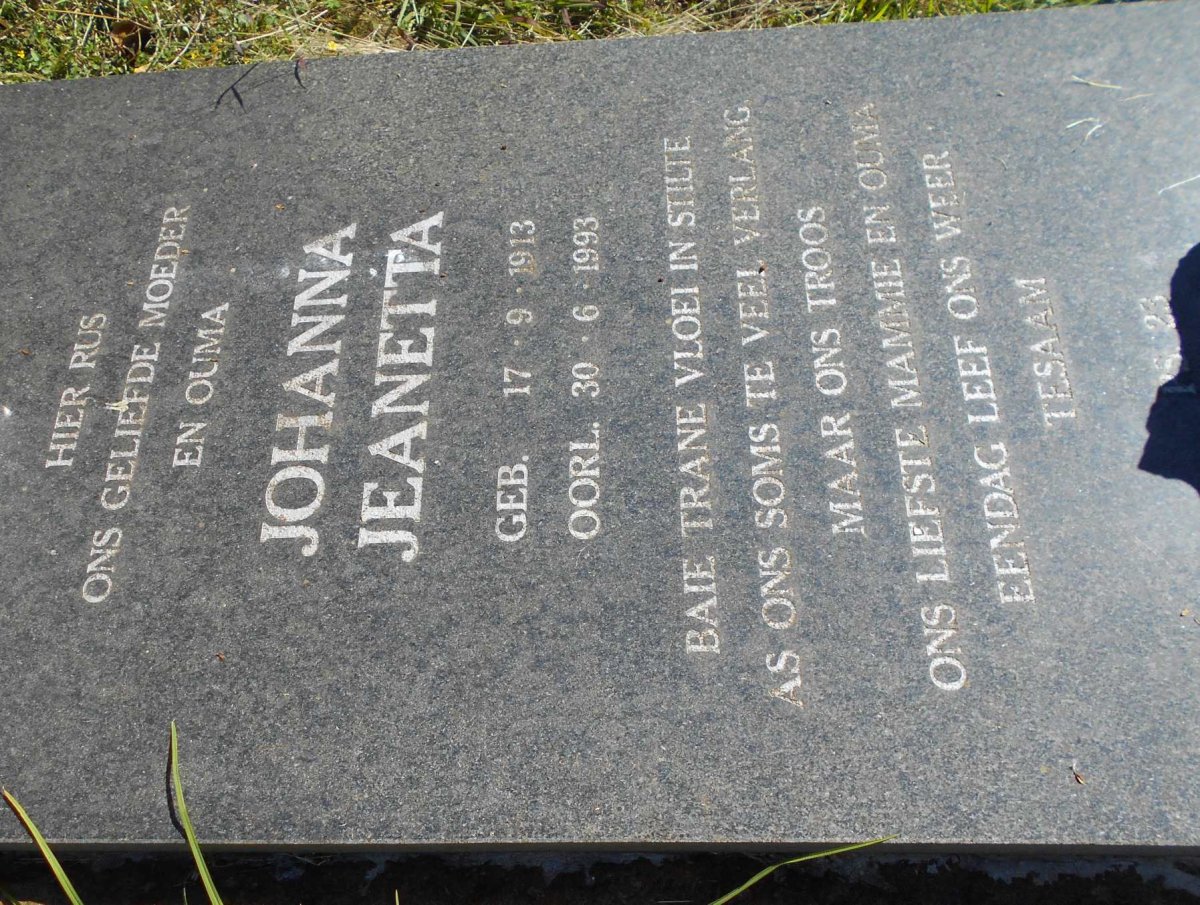 HIER RUS
ONS GELIEFDE MOEDER
EN OUMA
JOHANNA
JEANETTA
GEB. 17·9·1913
OORL. 30·6·1993
BAIE TRANE VLOEI IN STILTE
AS ONS SOMS TE VEEL VERLANG,
MAAR ONS TROOS
ONS LIEFSTE MAMMIE EN OUMA
EENDAG LEEF ONS WEER
TESAAM
23